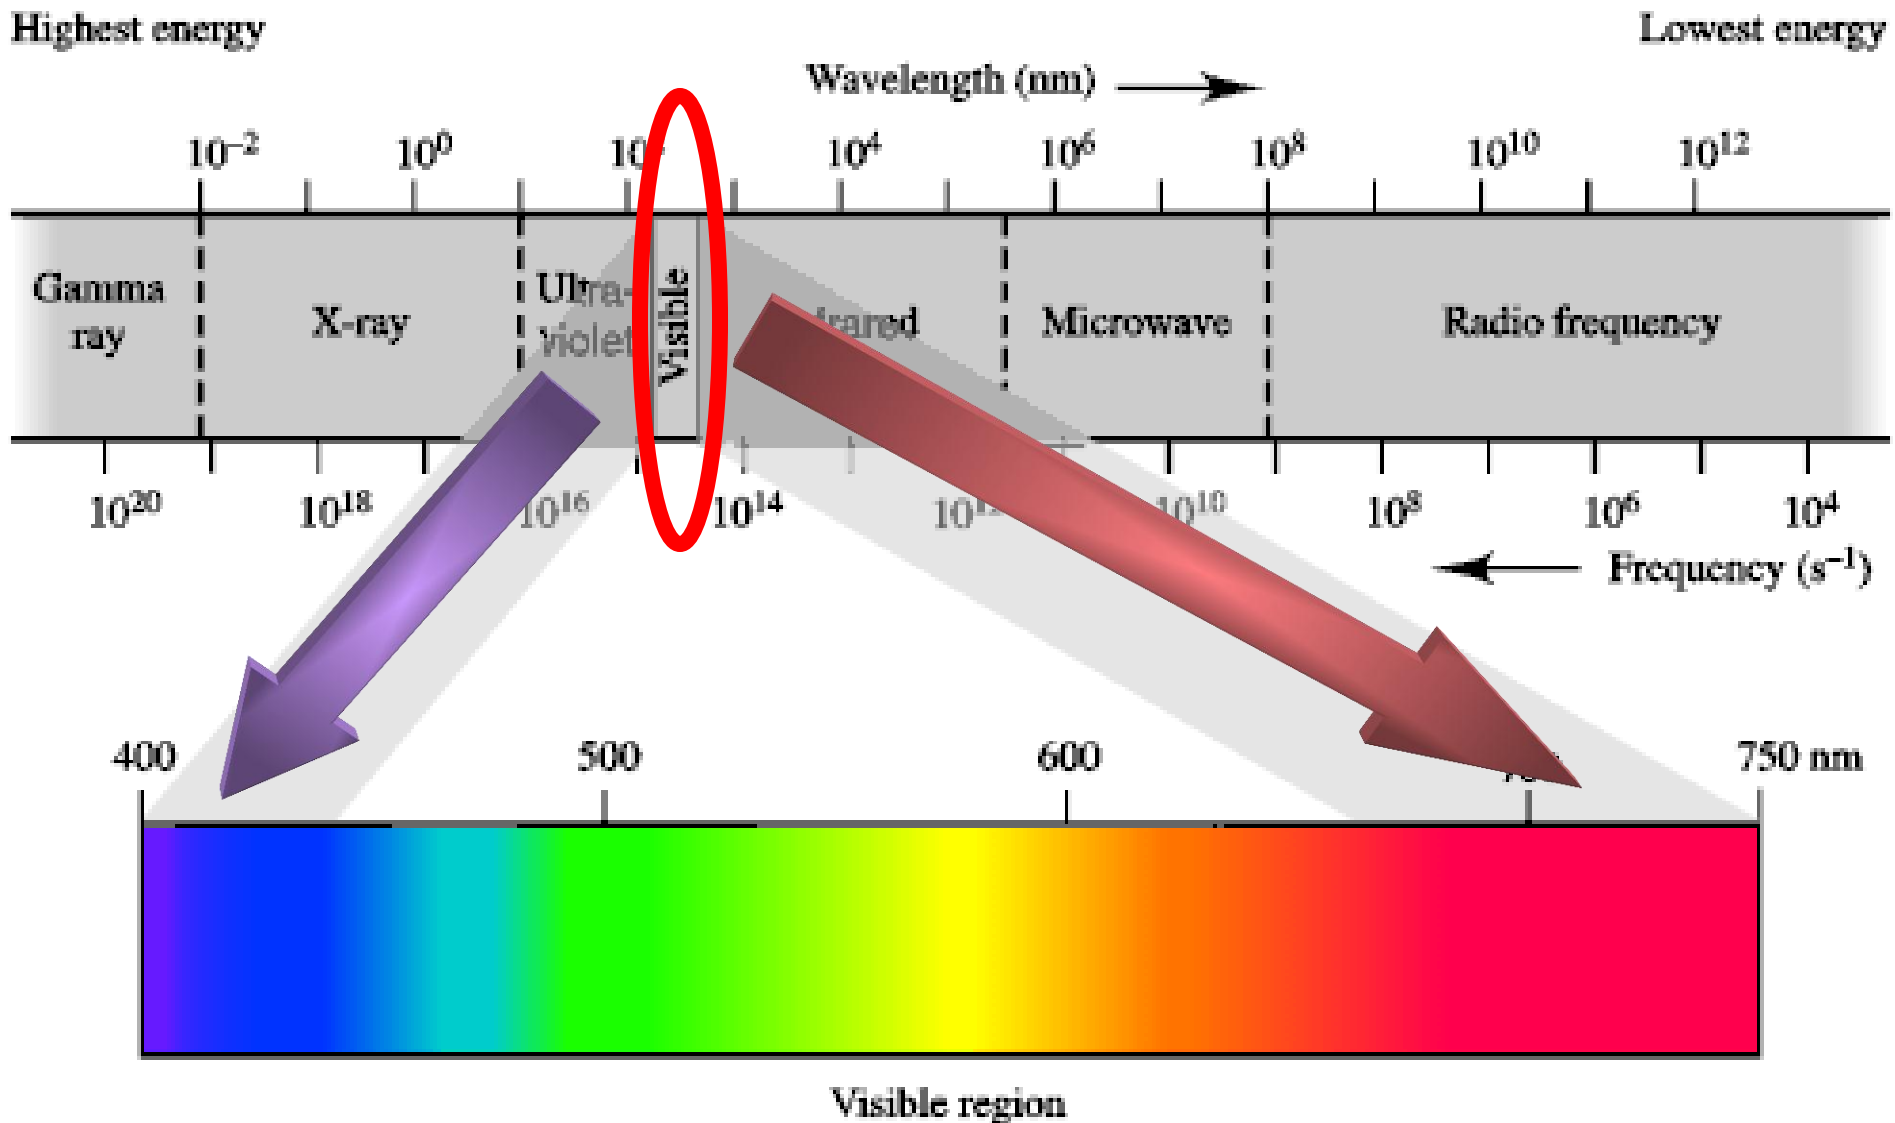 Highest energy
Lowest energy
Wavelength (nm)
10⁻² 10⁰ 10⁴ 10⁶ 10⁸ 10¹⁰ 10¹²
Gamma
ray
X-ray
Ultra-
violet
Visible
Microwave
Radio frequency
10²⁰ 10¹⁸ 10¹⁶ 10¹⁴ 10¹⁰ 10⁸ 10⁶ 10⁴
Frequency (s⁻¹)
400 500 600 750 nm
Visible region